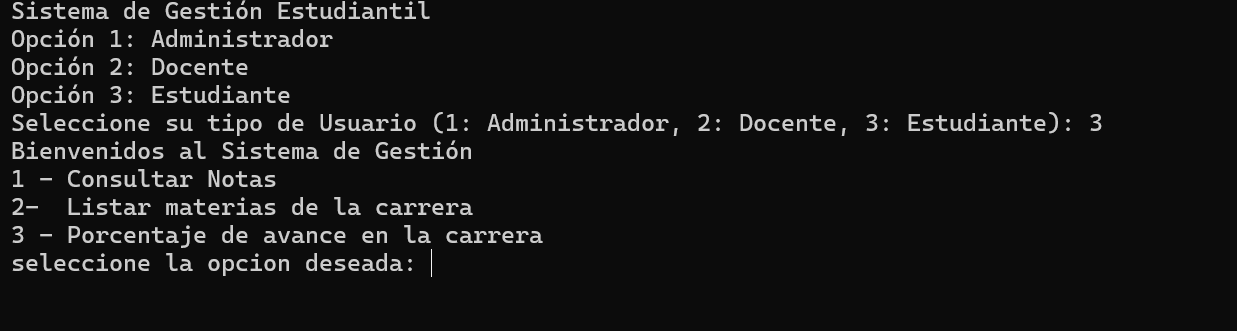 Sistema de Gestión Estudiantil
Opción 1: Administrador
Opción 2: Docente
Opción 3: Estudiante
Seleccione su tipo de Usuario (1: Administrador, 2: Docente, 3: Estudiante): 3
Bienvenidos al Sistema de Gestión
1 - Consultar Notas
2-  Listar materias de la carrera
3 - Porcentaje de avance en la carrera
seleccione la opcion deseada: